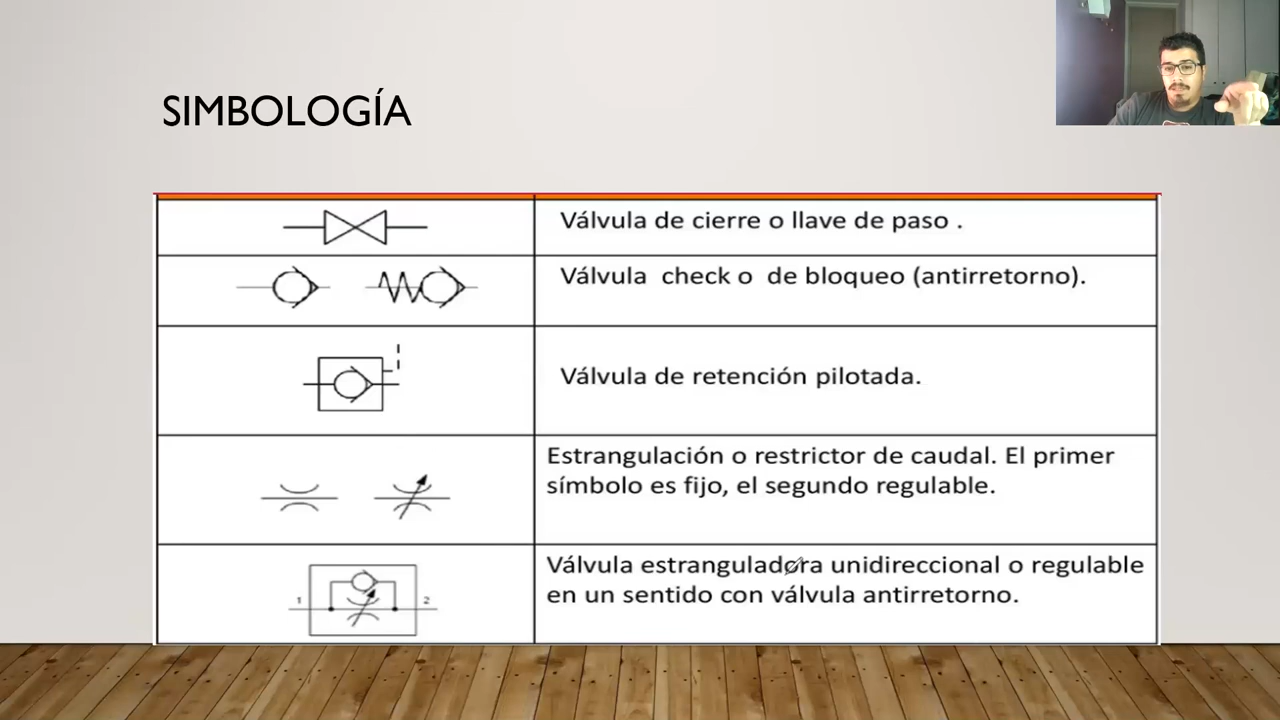 SIMBOLOGÍA
Válvula de cierre o llave de paso .
Válvula check o de bloqueo (antirretorno).
Válvula de retención pilotada.
Estrangulación o restrictor de caudal. El primer
símbolo es fijo, el segundo regulable.
Válvula estranguladora unidireccional o regulable
en un sentido con válvula antirretorno.
1 2